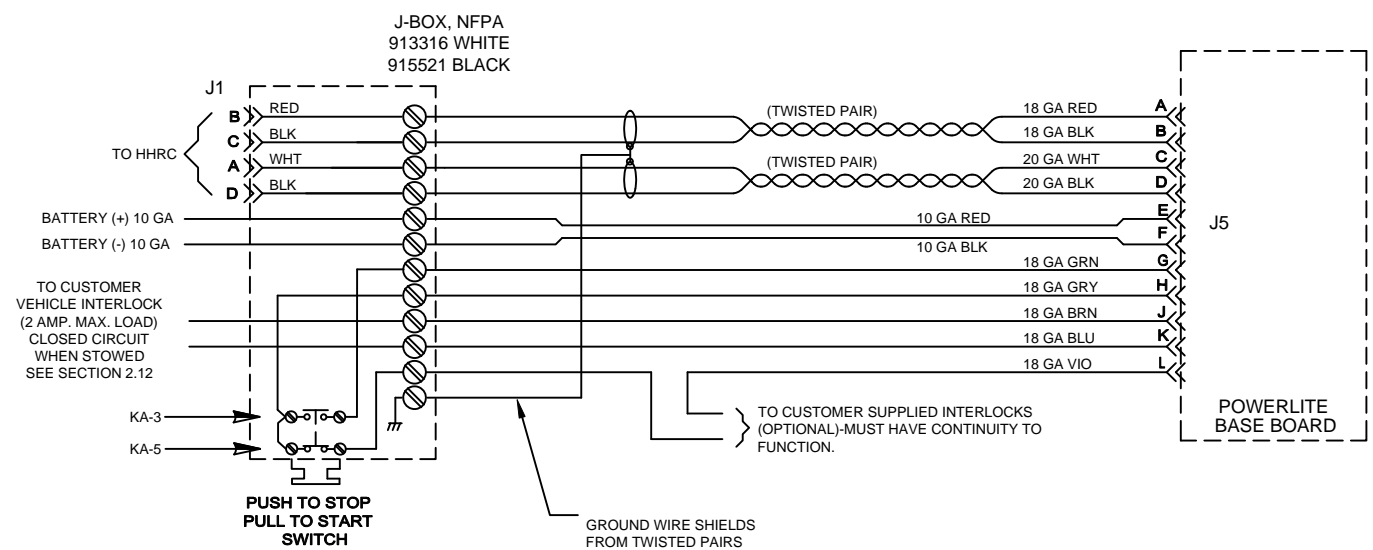 J-BOX, NFPA
913316 WHITE
915521 BLACK
J1
B
RED
(TWISTED PAIR)
18 GA RED
A
C
BLK
18 GA BLK
B
TO HHRC
A
WHT
(TWISTED PAIR)
20 GA WHT
C
D
BLK
20 GA BLK
D
BATTERY (+) 10 GA
10 GA RED
E
J5
BATTERY (-) 10 GA
10 GA BLK
F
18 GA GRN
G
18 GA GRY
H
TO CUSTOMER
VEHICLE INTERLOCK
(2 AMP. MAX. LOAD)
CLOSED CIRCUIT
WHEN STOWED
SEE SECTION 2.12
18 GA BRN
J
18 GA BLU
K
18 GA VIO
L
KA-3
KA-5
TO CUSTOMER SUPPLIED INTERLOCKS
(OPTIONAL)-MUST HAVE CONTINUITY TO
FUNCTION.
POWERLITE
BASE BOARD
PUSH TO STOP
PULL TO START
SWITCH
GROUND WIRE SHIELDS
FROM TWISTED PAIRS